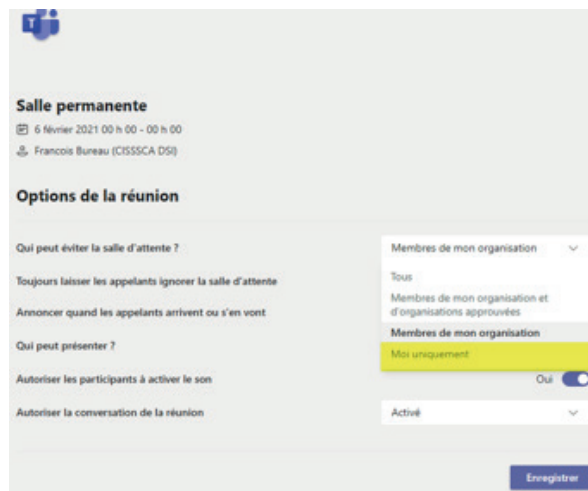 T
Salle permanente
6 février 2021 00 h 00 - 00 h 00
Francois Bureau (CISSSCA DSI)
Options de la réunion
Qui peut éviter la salle d'attente ?
Membres de mon organisation
Toujours laisser les appelants ignorer la salle d'attente
Tous
Membres de mon organisation et
d'organisations approuvées
Annoncer quand les appelants arrivent ou s'en vont
Membres de mon organisation
Qui peut présenter ?
Moi uniquement
Autoriser les participants à activer le son
Oui
Autoriser la conversation de la réunion
Activé
Enregistrer